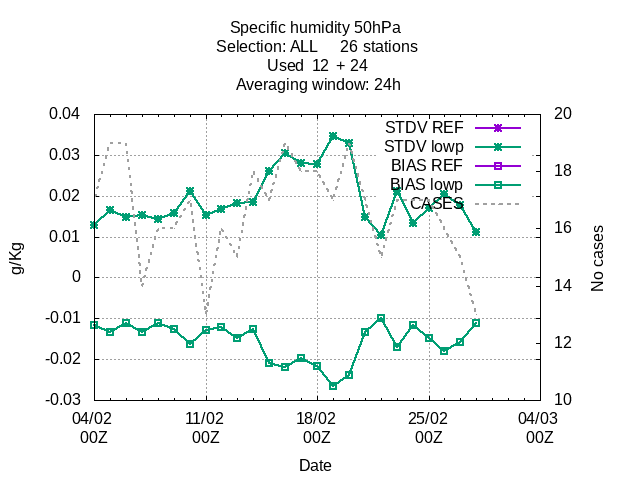 Specific humidity 50hPa
Selection: ALL 26 stations
Used 12 + 24
Averaging window: 24h
0.04
0.03
0.02
0.01
0
-0.01
-0.02
-0.03
g/Kg
20
18
16
14
12
10
No cases
STDV REF
STDV lowp
BIAS REF
BIAS lowp
CASES
04/02 11/02 18/02 25/02 04/03
00Z 00Z 00Z 00Z 00Z
Date